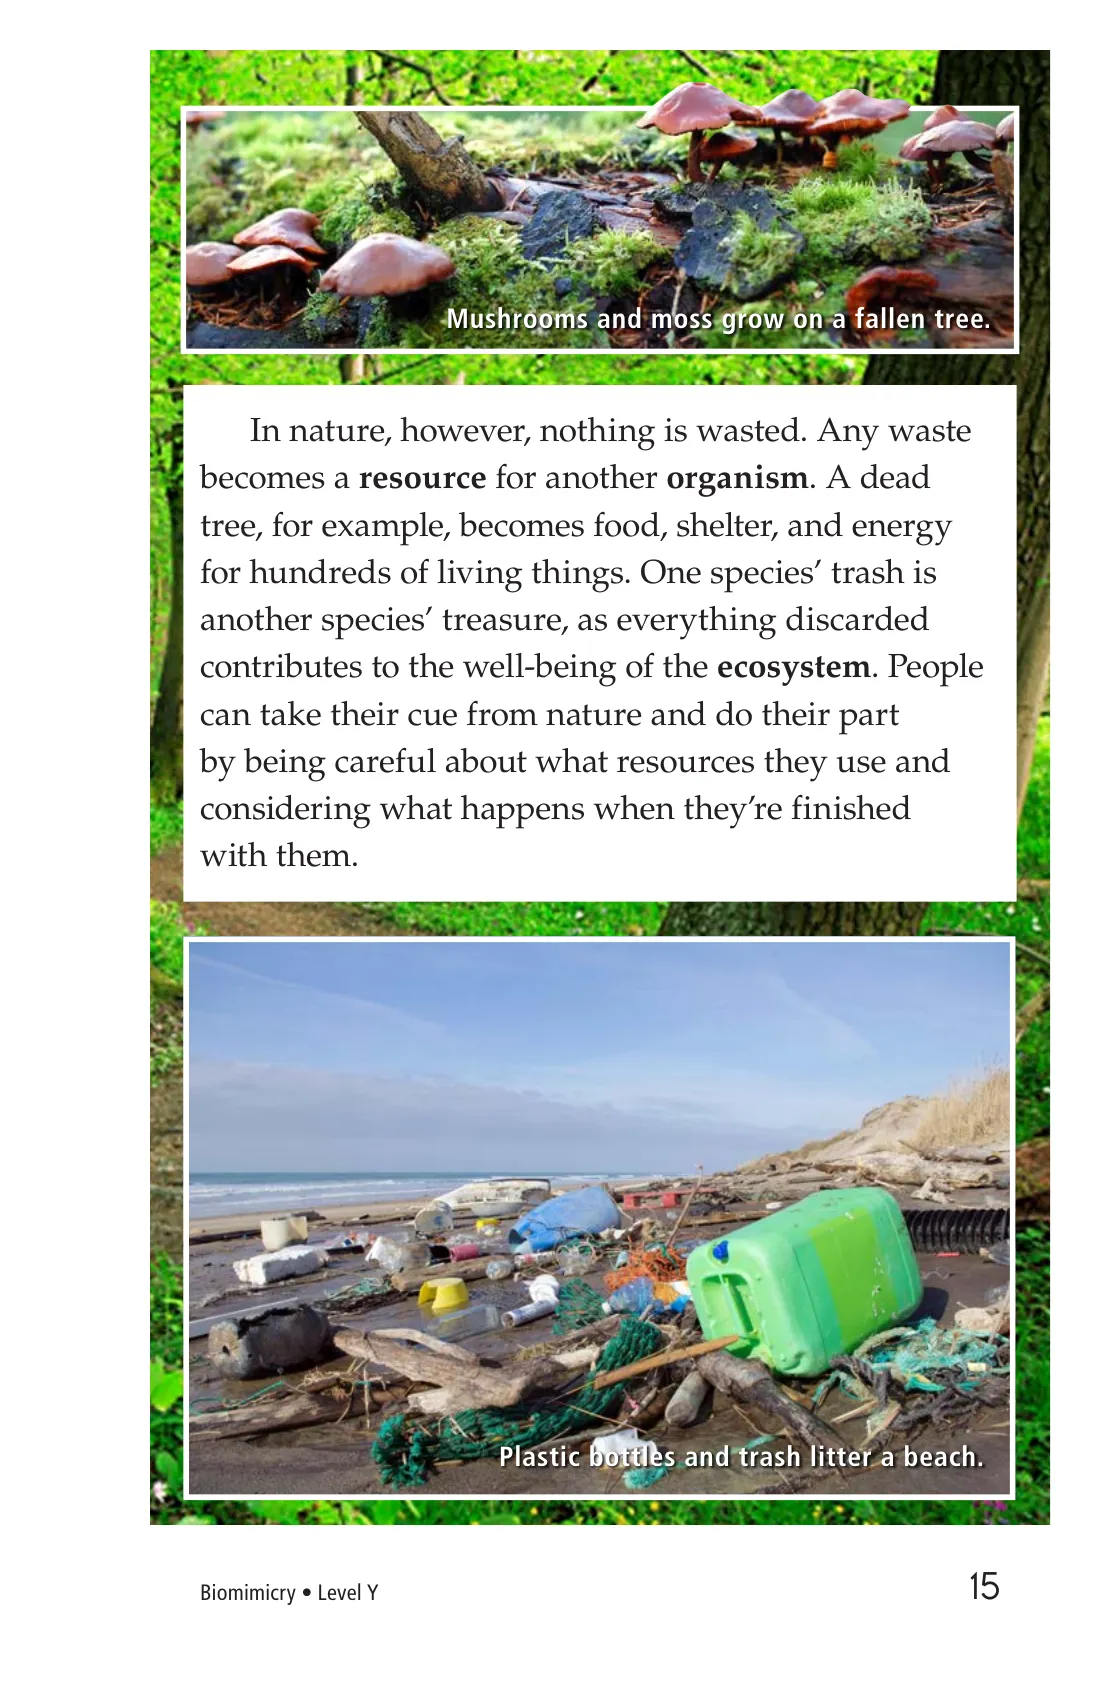 Mushrooms and moss grow on a fallen tree.
In nature, however, nothing is wasted. Any waste
becomes a resource for another organism. A dead
tree, for example, becomes food, shelter, and energy
for hundreds of living things. One species’ trash is
another species’ treasure, as everything discarded
contributes to the well-being of the ecosystem. People
can take their cue from nature and do their part
by being careful about what resources they use and
considering what happens when they’re finished
with them.
Plastic bottles and trash litter a beach.
Biomimicry • Level Y
15